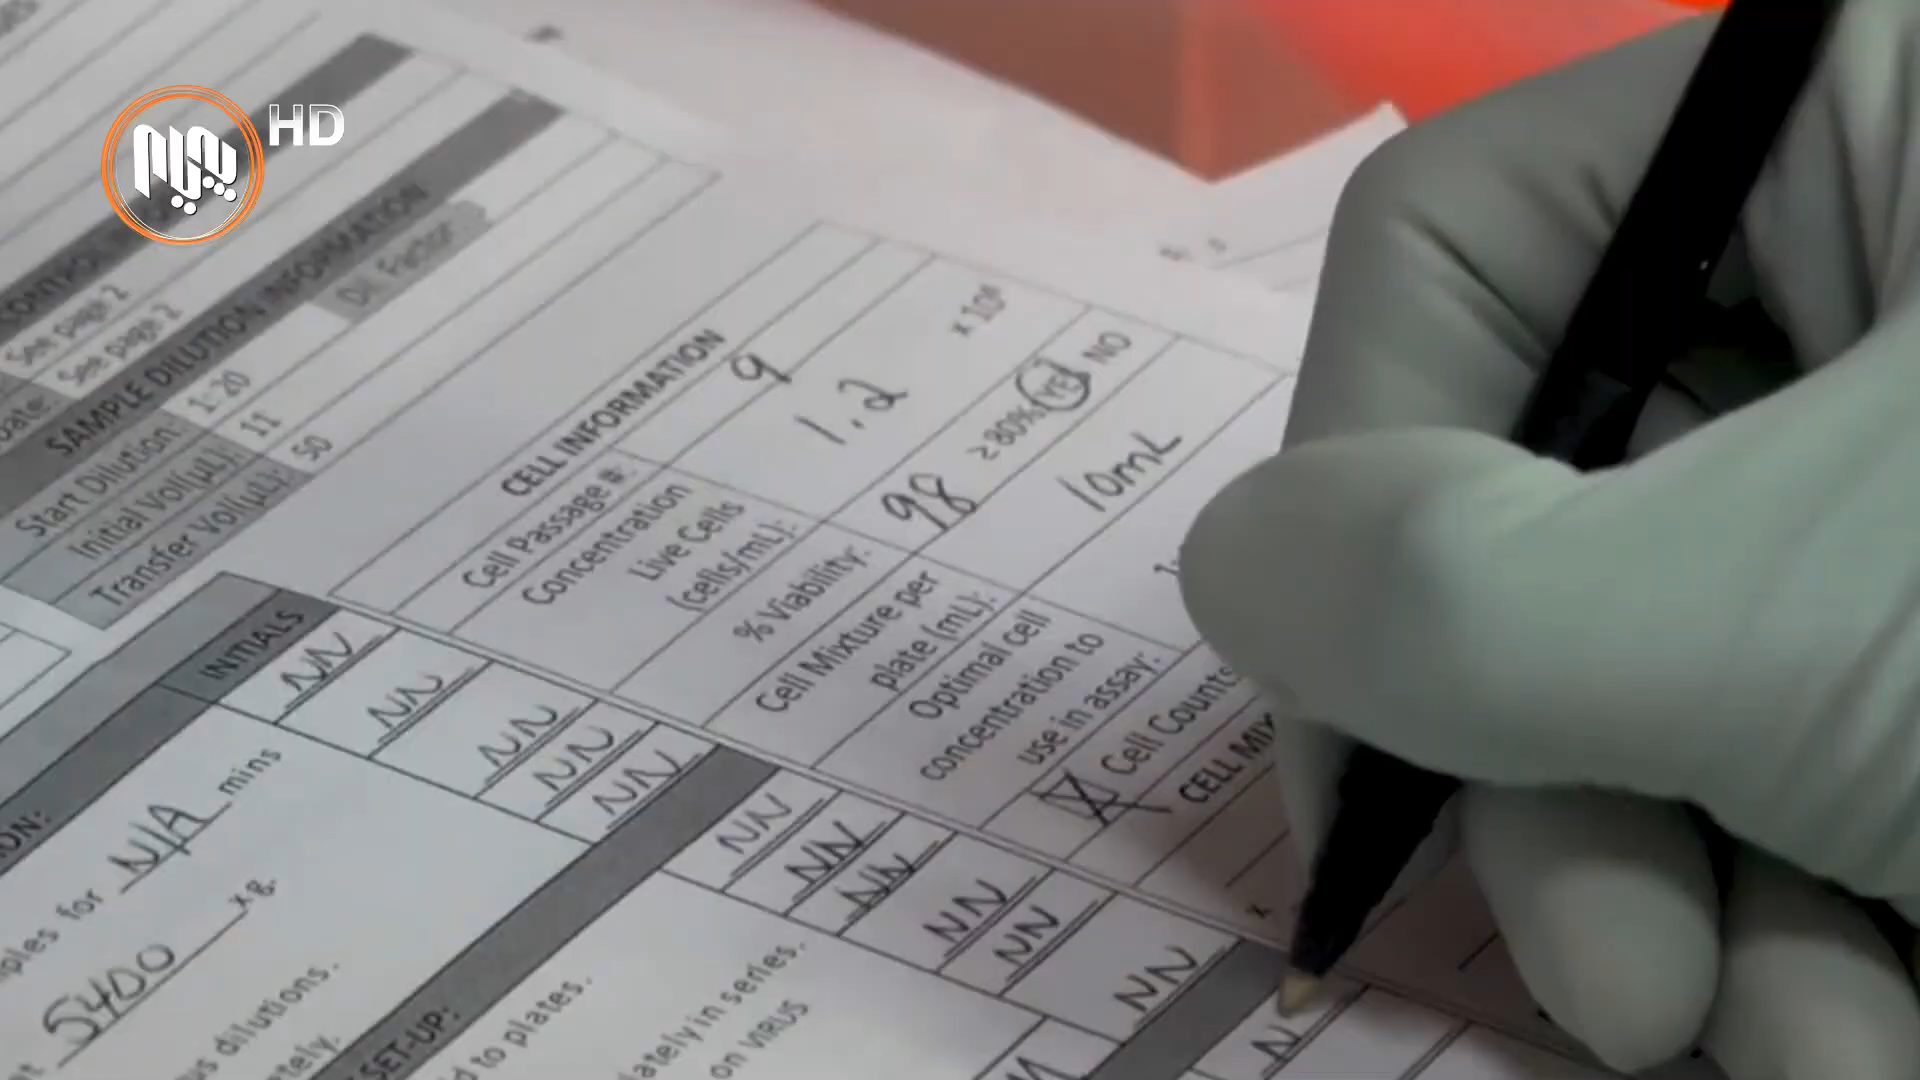 پیام
HD
See page 2
See page 2
SAMPLE DILUTION INFORMATION
Start Dilution: 1:20
Dil. Factor:
Initial Vol(µL): 11
Transfer Vol(µL): 50
CELL INFORMATION
Cell Passage #: 9
Concentration
Live Cells
(cells/mL): 1.2 x 10⁶
% Viability: 98 ≥ 80% YES NO
Cell Mixture per
plate (mL): 10mL
Optimal cell
concentration to
use in assay:
Cell Counts
INITIALS
NN
NN
NN
NN
NN
NN
NN
NN
NN
NN
NN
N
for N/A mins
5400 x g.
dilutions.
SET-UP:
to plates.
in series.
on VIRUS